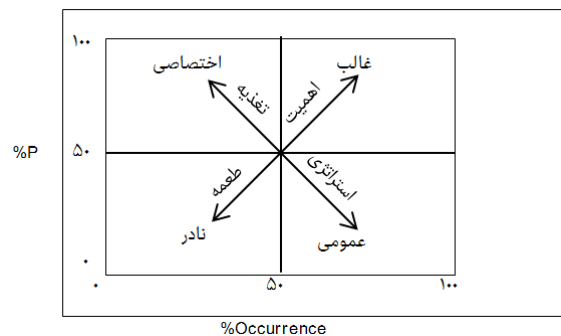 ۱۰۰
اختصاصی
غالب
تغذیه
اهمیت
%P
۵۰
طعمه
استراتژی
نادر
عمومی
۰
۰
۵۰
۱۰۰
%Occurrence